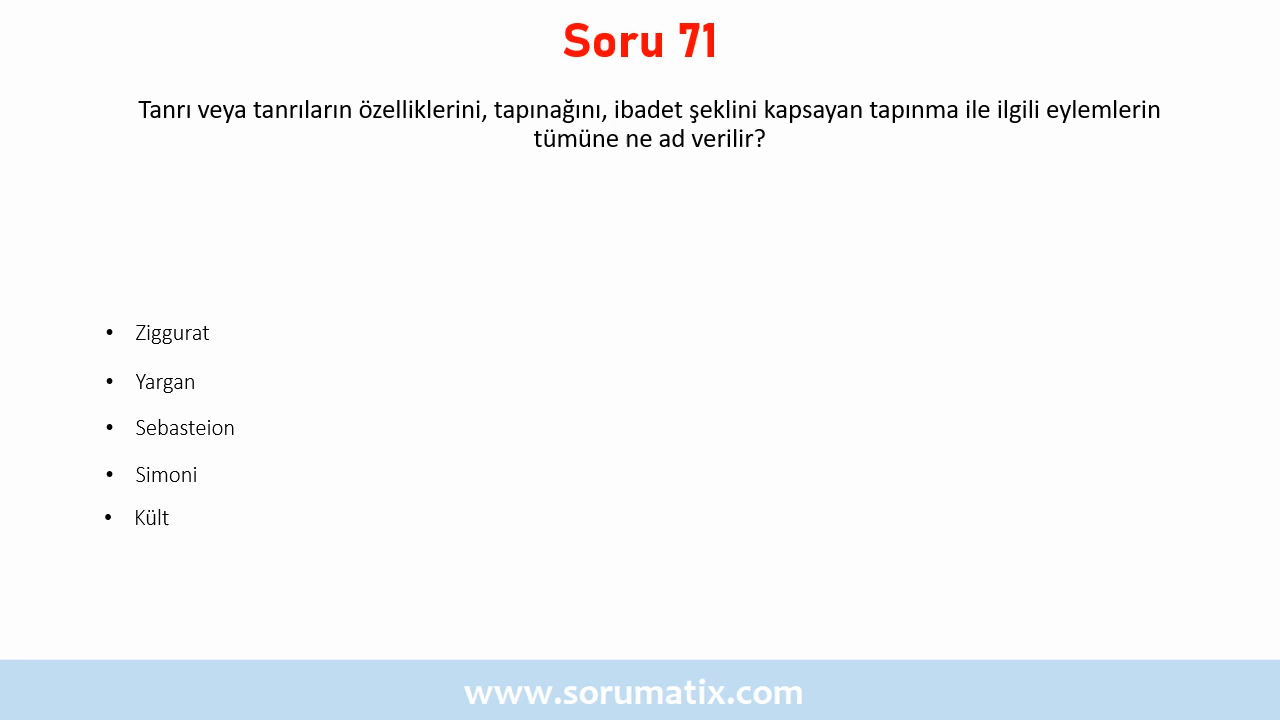 Soru 71
Tanrı veya tanrıların özelliklerini, tapınağını, ibadet şeklini kapsayan tapınma ile ilgili eylemlerin
tümüne ne ad verilir?
• Ziggurat
• Yargan
• Sebasteion
• Simoni
• Kült
www.sorumatix.com